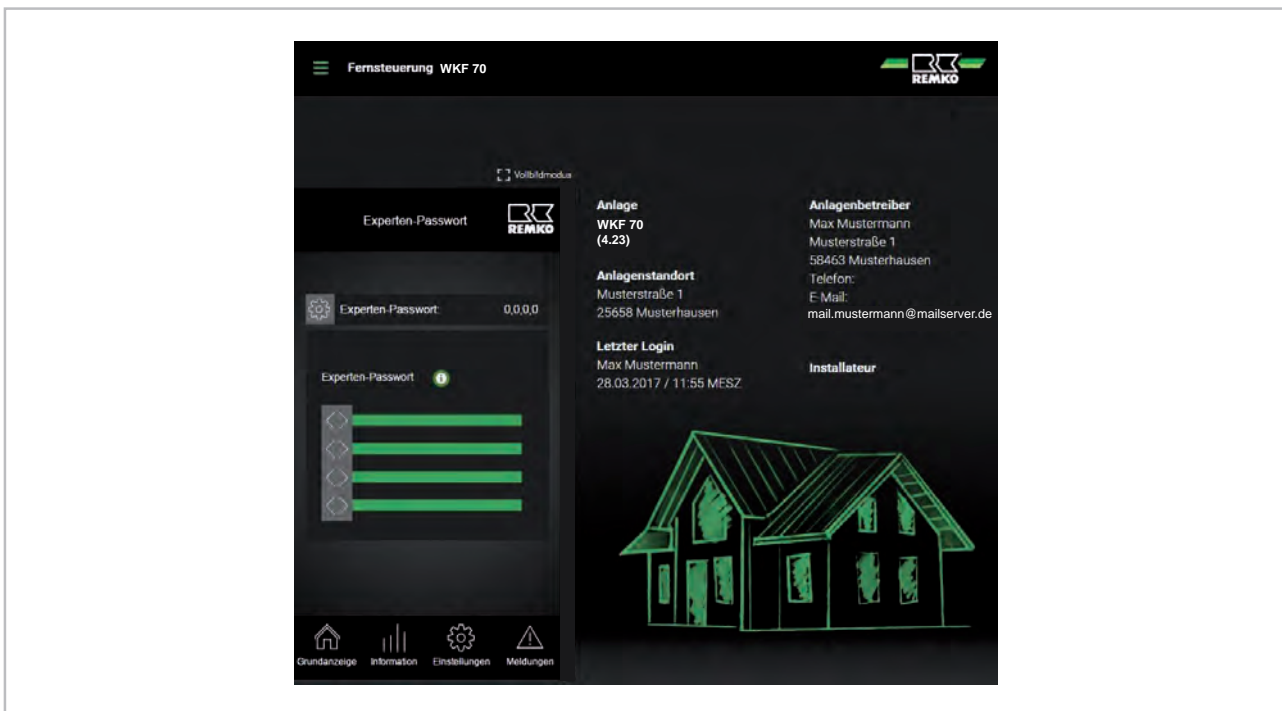 Fernsteuerung WKF 70
REMKO
Vollbildmodus
Experten-Passwort
REMKO
Experten-Passwort: 0,0,0,0
Experten-Passwort
Grundanzeige Information Einstellungen Meldungen
Anlage
WKF 70
(4.23)
Anlagenstandort
Musterstraße 1
25658 Musterhausen
Letzter Login
Max Mustermann
28.03.2017 / 11:55 MESZ
Anlagenbetreiber
Max Mustermann
Musterstraße 1
58463 Musterhausen
Telefon:
E-Mail:
mail.mustermann@mailserver.de
Installateur